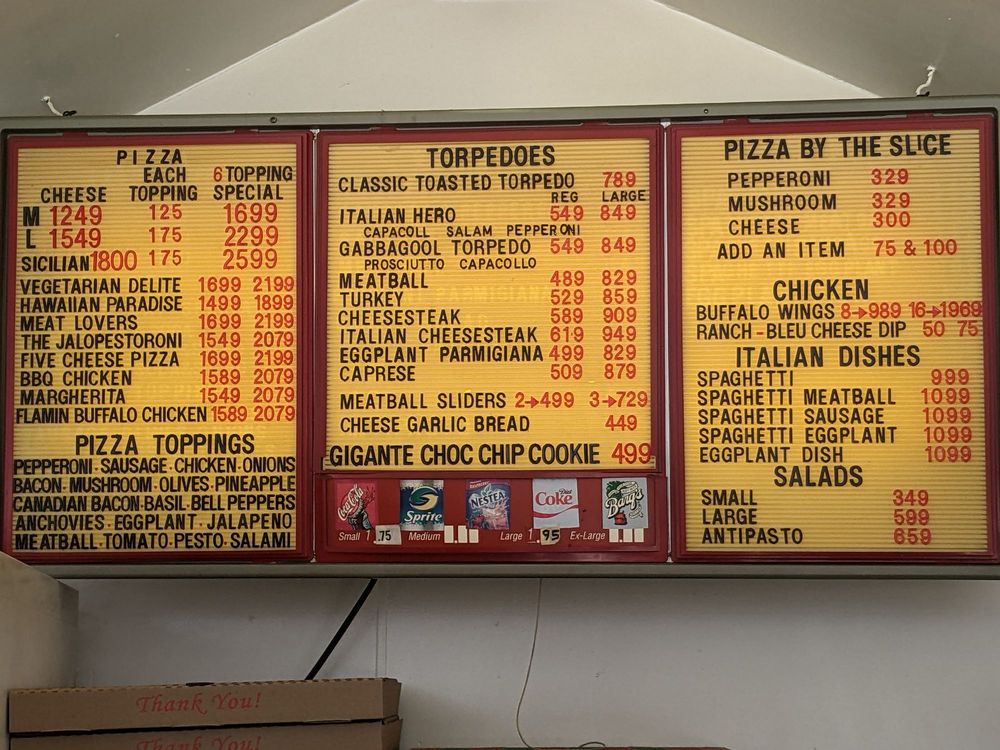 PIZZA
EACH 6 TOPPING
CHEESE TOPPING SPECIAL
M 1249 125 1699
L 1549 175 2299
SICILIAN 1800 175 2599
VEGETARIAN DELITE 1699 2199
HAWAIIAN PARADISE 1499 1899
MEAT LOVERS 1699 2199
THE JALOPESTORONI 1549 2079
FIVE CHEESE PIZZA 1699 2199
BBQ CHICKEN 1589 2079
MARGHERITA 1549 2079
FLAMIN BUFFALO CHICKEN 1589 2079
PIZZA TOPPINGS
PEPPERONI·SAUSAGE·CHICKEN·ONIONS
BACON·MUSHROOM·OLIVES·PINEAPPLE
CANADIAN BACON·BASIL·BELL PEPPERS
ANCHOVIES·EGGPLANT·JALAPENO
MEATBALL·TOMATO·PESTO·SALAMI
TORPEDOES
CLASSIC TOASTED TORPEDO 789
REG LARGE
ITALIAN HERO 549 849
CAPACOLL SALAM PEPPERONI
GABBAGOOL TORPEDO 549 849
PROSCIUTTO CAPACOLLO
MEATBALL 489 829
TURKEY 529 859
CHEESESTEAK 589 909
ITALIAN CHEESESTEAK 619 949
EGGPLANT PARMIGIANA 499 829
CAPRESE 509 879
MEATBALL SLIDERS 2→499 3→729
CHEESE GARLIC BREAD 449
GIGANTE CHOC CHIP COOKIE 499
Coca-Cola
Sprite
NESTEA
Diet Coke
Barq's
Small 1.75 Medium Large 1.95 Ex-Large
PIZZA BY THE SLICE
PEPPERONI 329
MUSHROOM 329
CHEESE 300
ADD AN ITEM 75 & 100
CHICKEN
BUFFALO WINGS 8→989 16→1969
RANCH-BLEU CHEESE DIP 50 75
ITALIAN DISHES
SPAGHETTI 999
SPAGHETTI MEATBALL 1099
SPAGHETTI SAUSAGE 1099
SPAGHETTI EGGPLANT 1099
EGGPLANT DISH 1099
SALADS
SMALL 349
LARGE 599
ANTIPASTO 659
Thank You!
Thank You!